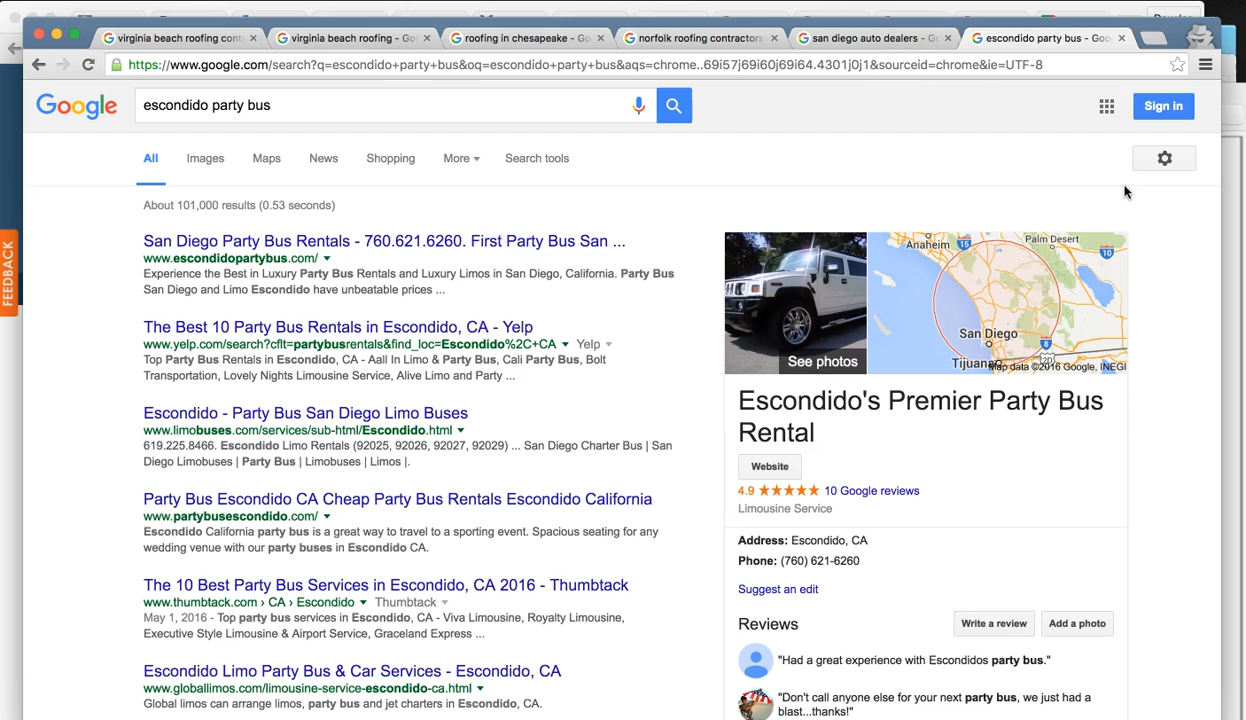 virginia beach roofing cont
virginia beach roofing - Go
roofing in chesapeake - Go
norfolk roofing contractors
san diego auto dealers - G
escondido party bus - Goo
https://www.google.com/search?q=escondido+party+bus&oq=escondido+party+bus&aqs=chrome..69i57j69i60j69i64.4301j0j1&sourceid=chrome&ie=UTF-8
Google
escondido party bus
Sign in
All
Images
Maps
News
Shopping
More
Search tools
About 101,000 results (0.53 seconds)
FEEDBACK
San Diego Party Bus Rentals - 760.621.6260. First Party Bus San ...
www.escondidopartybus.com/
Experience the Best in Luxury Party Bus Rentals and Luxury Limos in San Diego, California. Party Bus
San Diego and Limo Escondido have unbeatable prices ...
The Best 10 Party Bus Rentals in Escondido, CA - Yelp
www.yelp.com/search?cflt=partybusrentals&find_loc=Escondido%2C+CA
Yelp
Top Party Bus Rentals in Escondido, CA - Aall In Limo & Party Bus, Cali Party Bus, Bolt
Transportation, Lovely Nights Limousine Service, Alive Limo and Party ...
Escondido - Party Bus San Diego Limo Buses
www.limobuses.com/services/sub-html/Escondido.html
619.225.8466. Escondido Limo Rentals (92025, 92026, 92027, 92029) ... San Diego Charter Bus | San
Diego Limobuses | Party Bus | Limobuses | Limos |.
Party Bus Escondido CA Cheap Party Bus Rentals Escondido California
www.partybusescondido.com/
Escondido California party bus is a great way to travel to a sporting event. Spacious seating for any
wedding venue with our party buses in Escondido CA.
The 10 Best Party Bus Services in Escondido, CA 2016 - Thumbtack
www.thumbtack.com › CA › Escondido
Thumbtack
May 1, 2016 - Top party bus services in Escondido, CA - Viva Limousine, Royalty Limousine,
Executive Style Limousine & Airport Service, Graceland Express ...
Escondido Limo Party Bus & Car Services - Escondido, CA
www.globallimos.com/limousine-service-escondido-ca.html
Global limos can arrange limos, party bus and jet charters in Escondido, CA.
See photos
Anaheim
15
Palm Desert
10
San Diego
8
2D
Tijuana
Map data ©2016 Google, INEGI
Escondido's Premier Party Bus
Rental
Website
4.9
10 Google reviews
Limousine Service
Address: Escondido, CA
Phone: (760) 621-6260
Suggest an edit
Reviews
Write a review
Add a photo
"Had a great experience with Escondidos party bus."
"Don't call anyone else for your next party bus, we just had a
blast...thanks!"